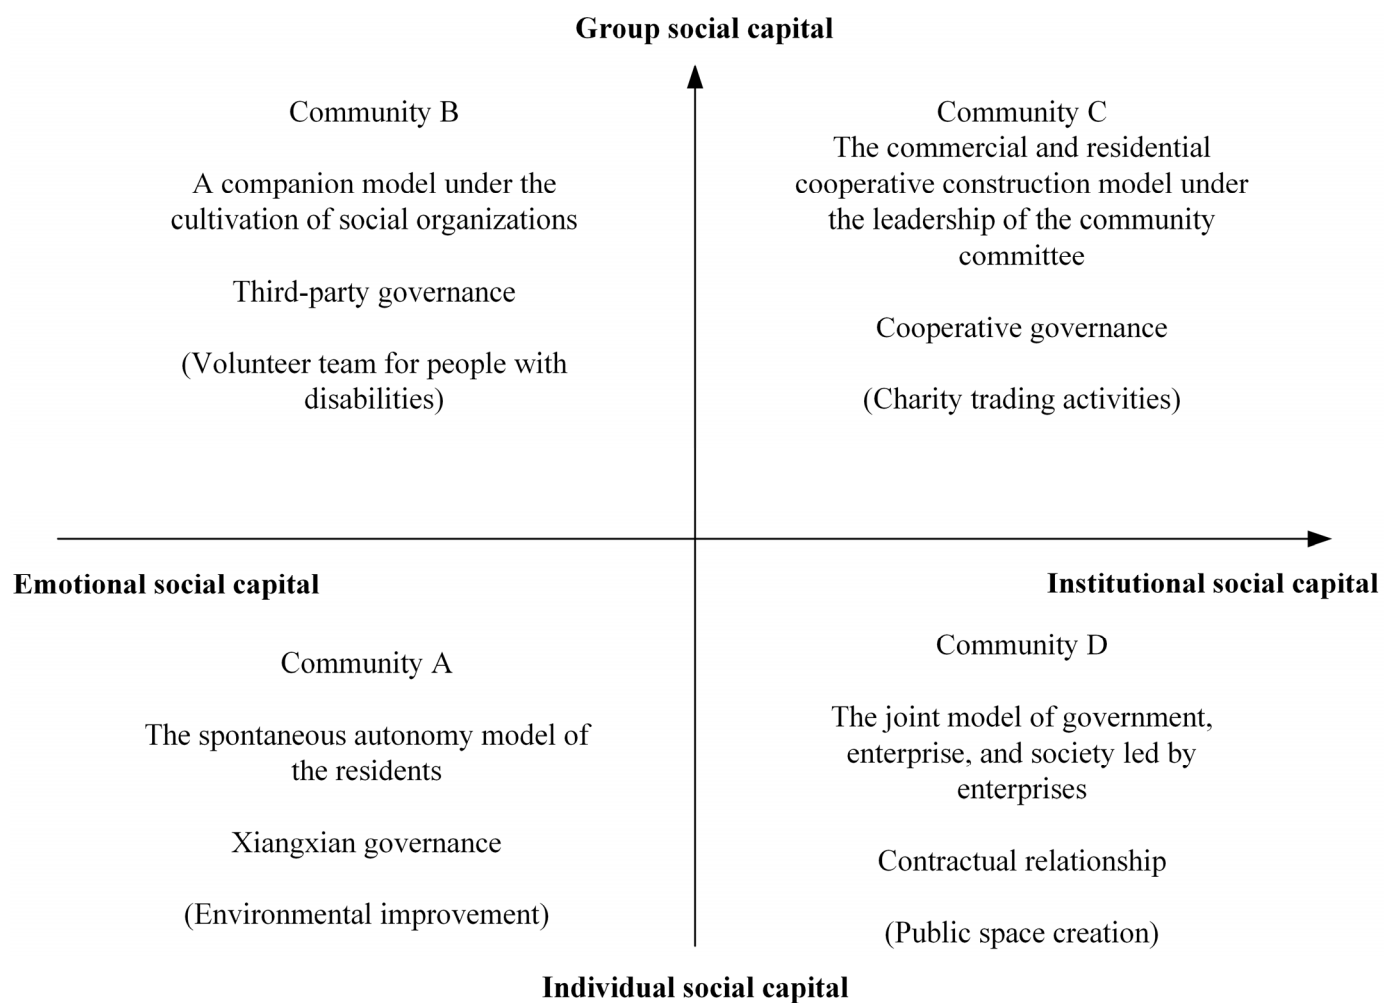 Group social capital
Community B
A companion model under the
cultivation of social organizations
Third-party governance
(Volunteer team for people with
disabilities)
Community C
The commercial and residential
cooperative construction model under
the leadership of the community
committee
Cooperative governance
(Charity trading activities)
Emotional social capital
Institutional social capital
Community A
The spontaneous autonomy model of
the residents
Xiangxian governance
(Environmental improvement)
Community D
The joint model of government,
enterprise, and society led by
enterprises
Contractual relationship
(Public space creation)
Individual social capital